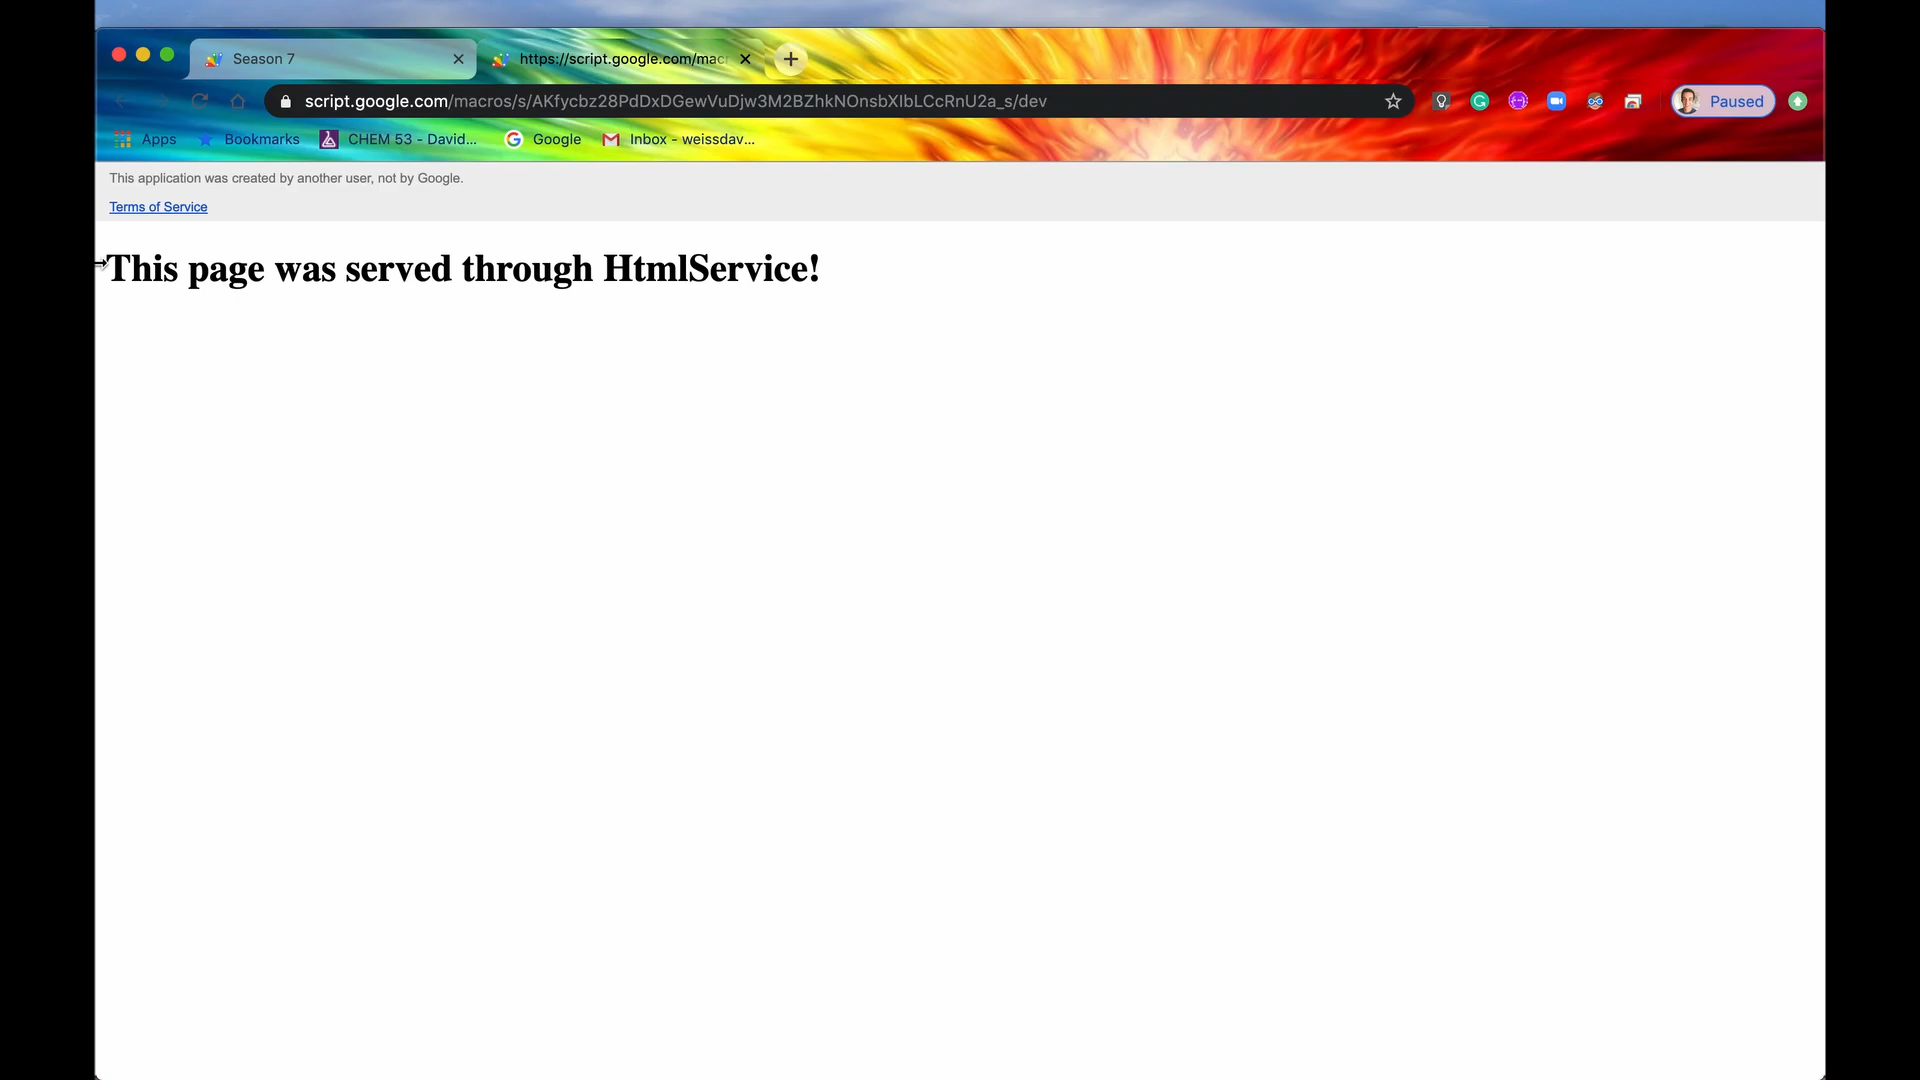 Season 7
https://script.google.com/mac
script.google.com/macros/s/AKfycbz28PdDxDGewVuDjw3M2BZhkNOnsbXIbLCcRnU2a_s/dev
Paused
Apps
Bookmarks
CHEM 53 - David...
Google
Inbox - weissdav...
This application was created by another user, not by Google.
Terms of Service
This page was served through HtmlService!